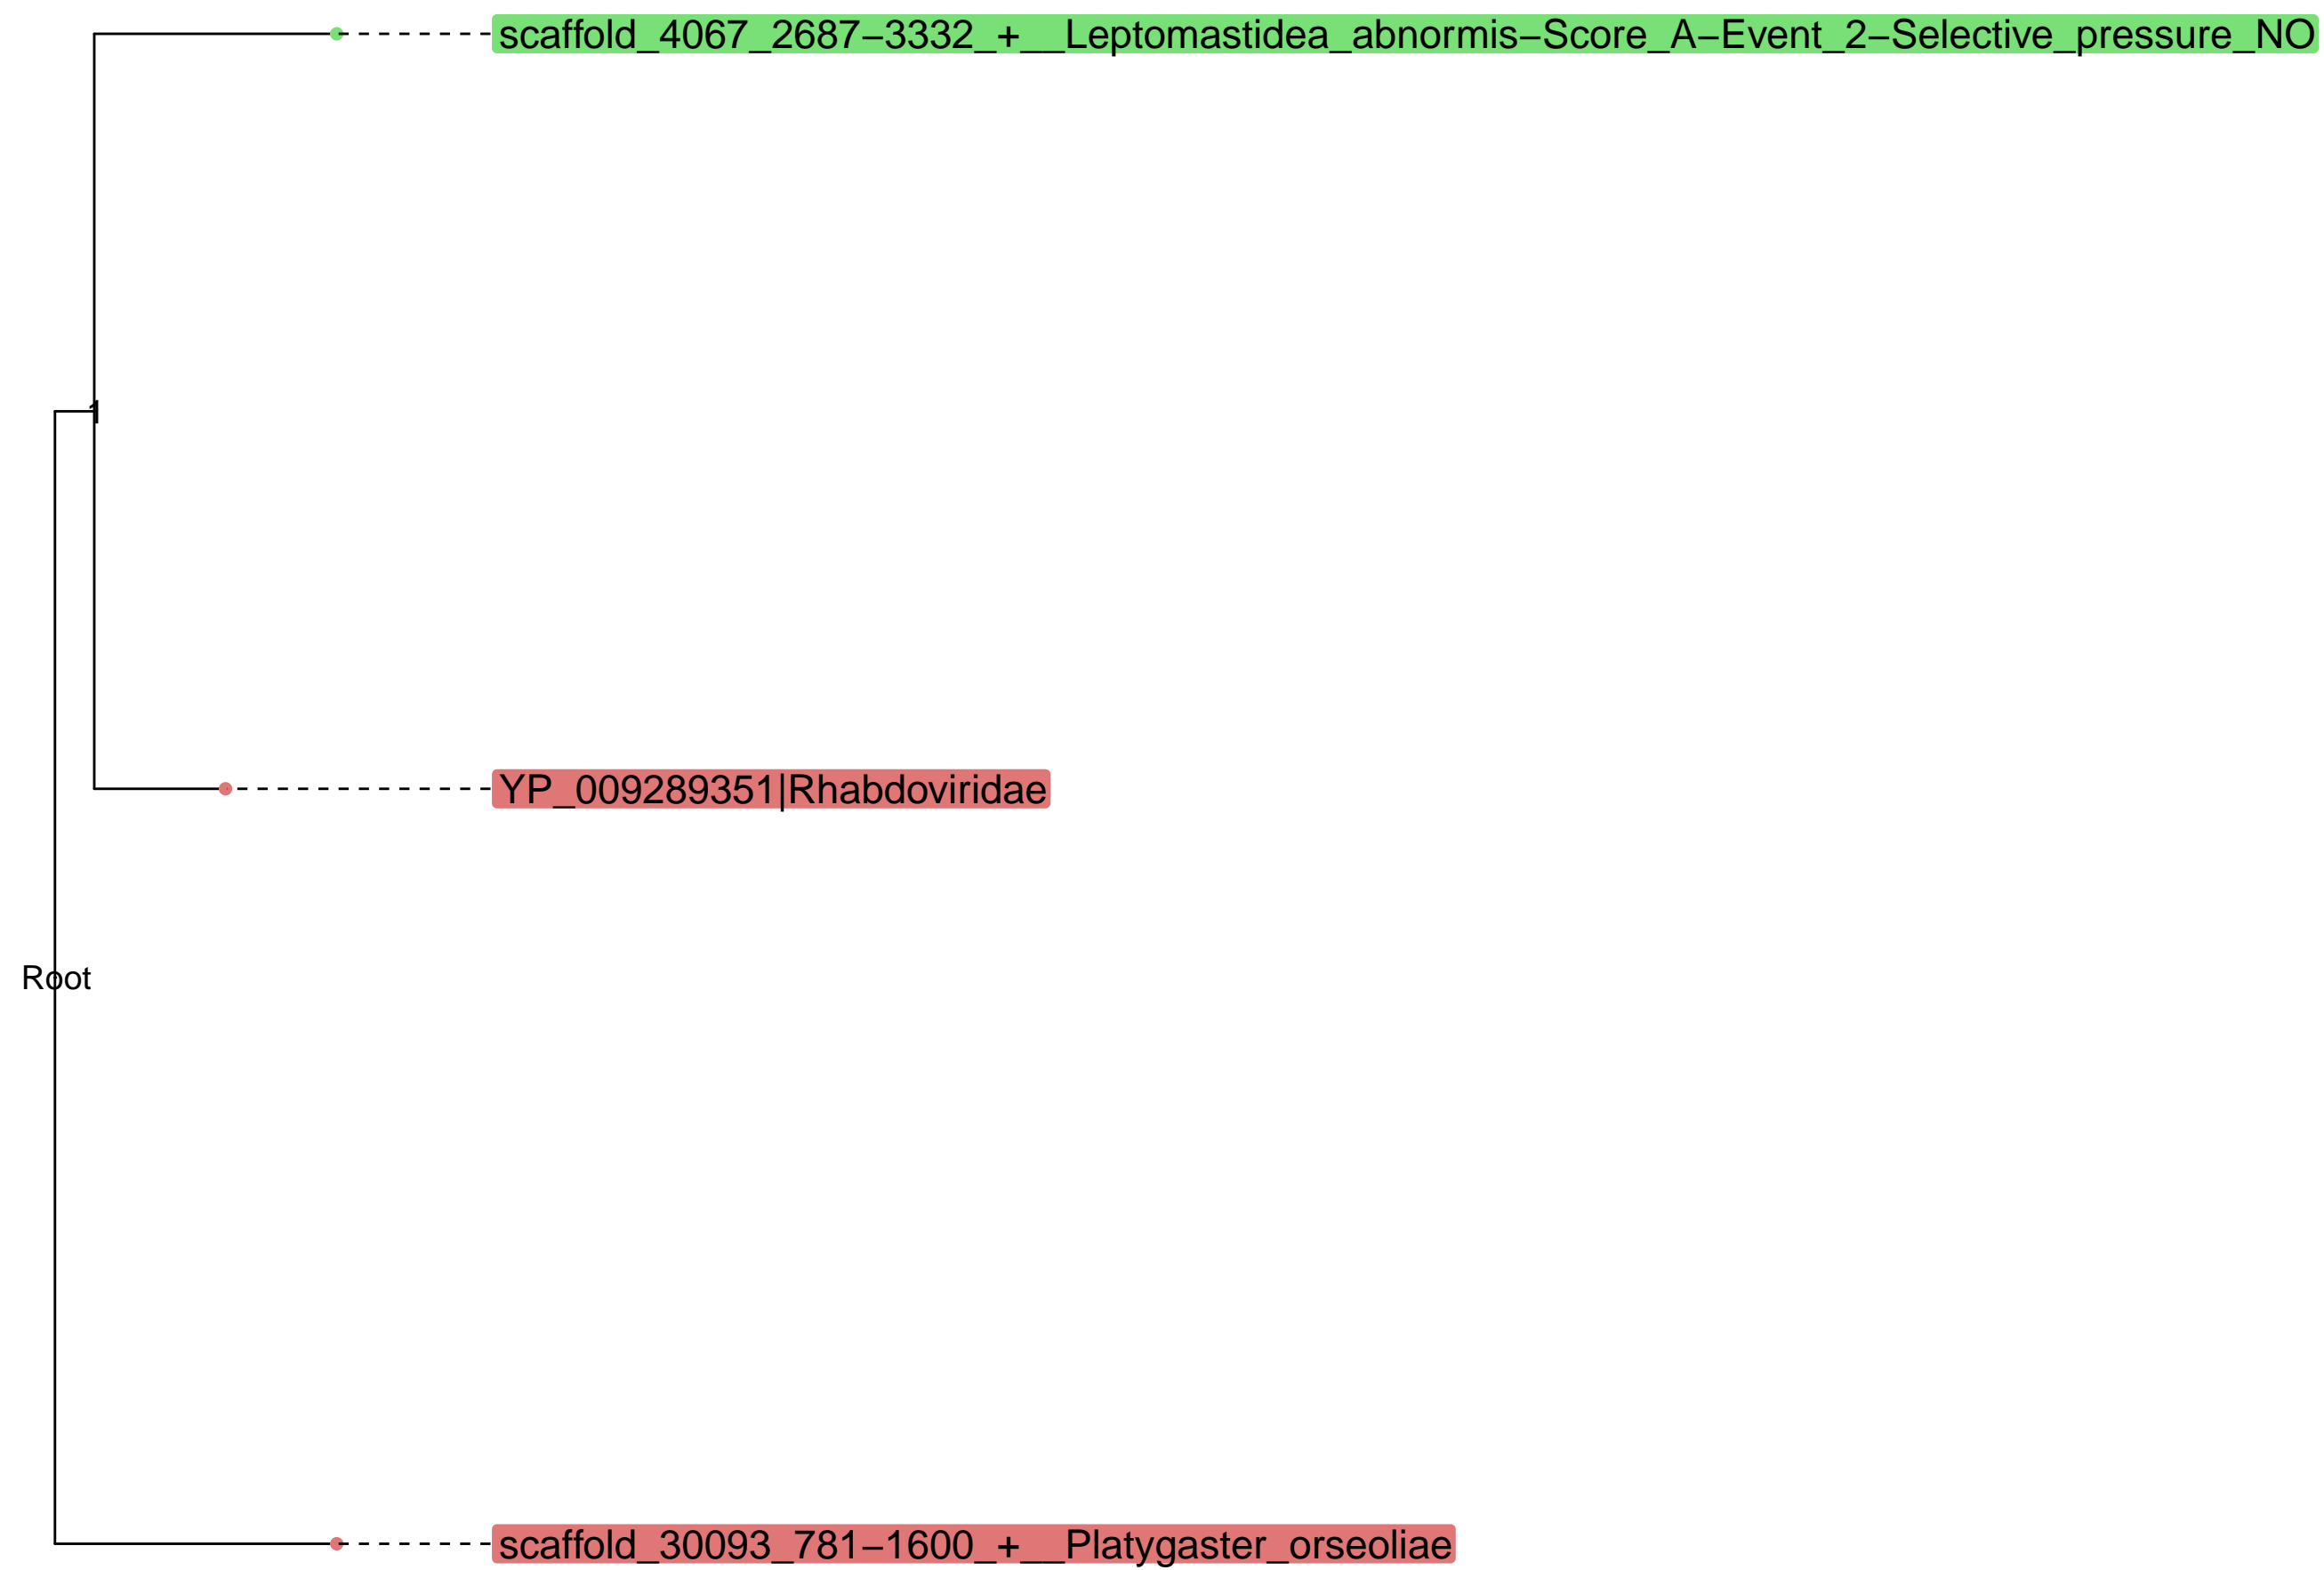 scaffold_4067_2687–3332_+__Leptomastidea_abnormis–Score_A–Event_2–Selective_pressure_NO
1
YP_009289351|Rhabdoviridae
Root
scaffold_30093_781–1600_+__Platygaster_orseoliae